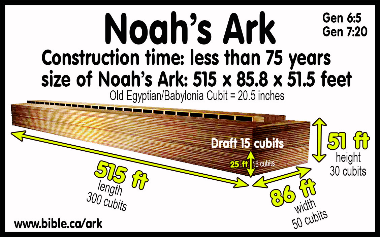 Noah's Ark
Gen 6:5
Gen 7:20
Construction time: less than 75 years
size of Noah's Ark: 515 x 85.8 x 51.5 feet
Old Egyptian/Babylonia Cubit = 20.5 inches
Draft 15 cubits
25 ft 15 cubits
51 ft
height
30 cubits
515 ft
length
300 cubits
86 ft
width
50 cubits
www.bible.ca/ark